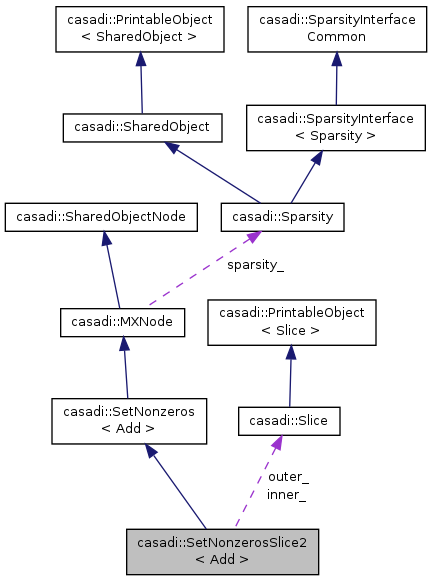 casadi::PrintableObject
< SharedObject >
casadi::SparsityInterface
Common
casadi::SharedObject
casadi::SparsityInterface
< Sparsity >
casadi::SharedObjectNode
casadi::Sparsity
sparsity_
casadi::MXNode
casadi::PrintableObject
< Slice >
casadi::SetNonzeros
< Add >
casadi::Slice
outer_
inner_
casadi::SetNonzerosSlice2
< Add >